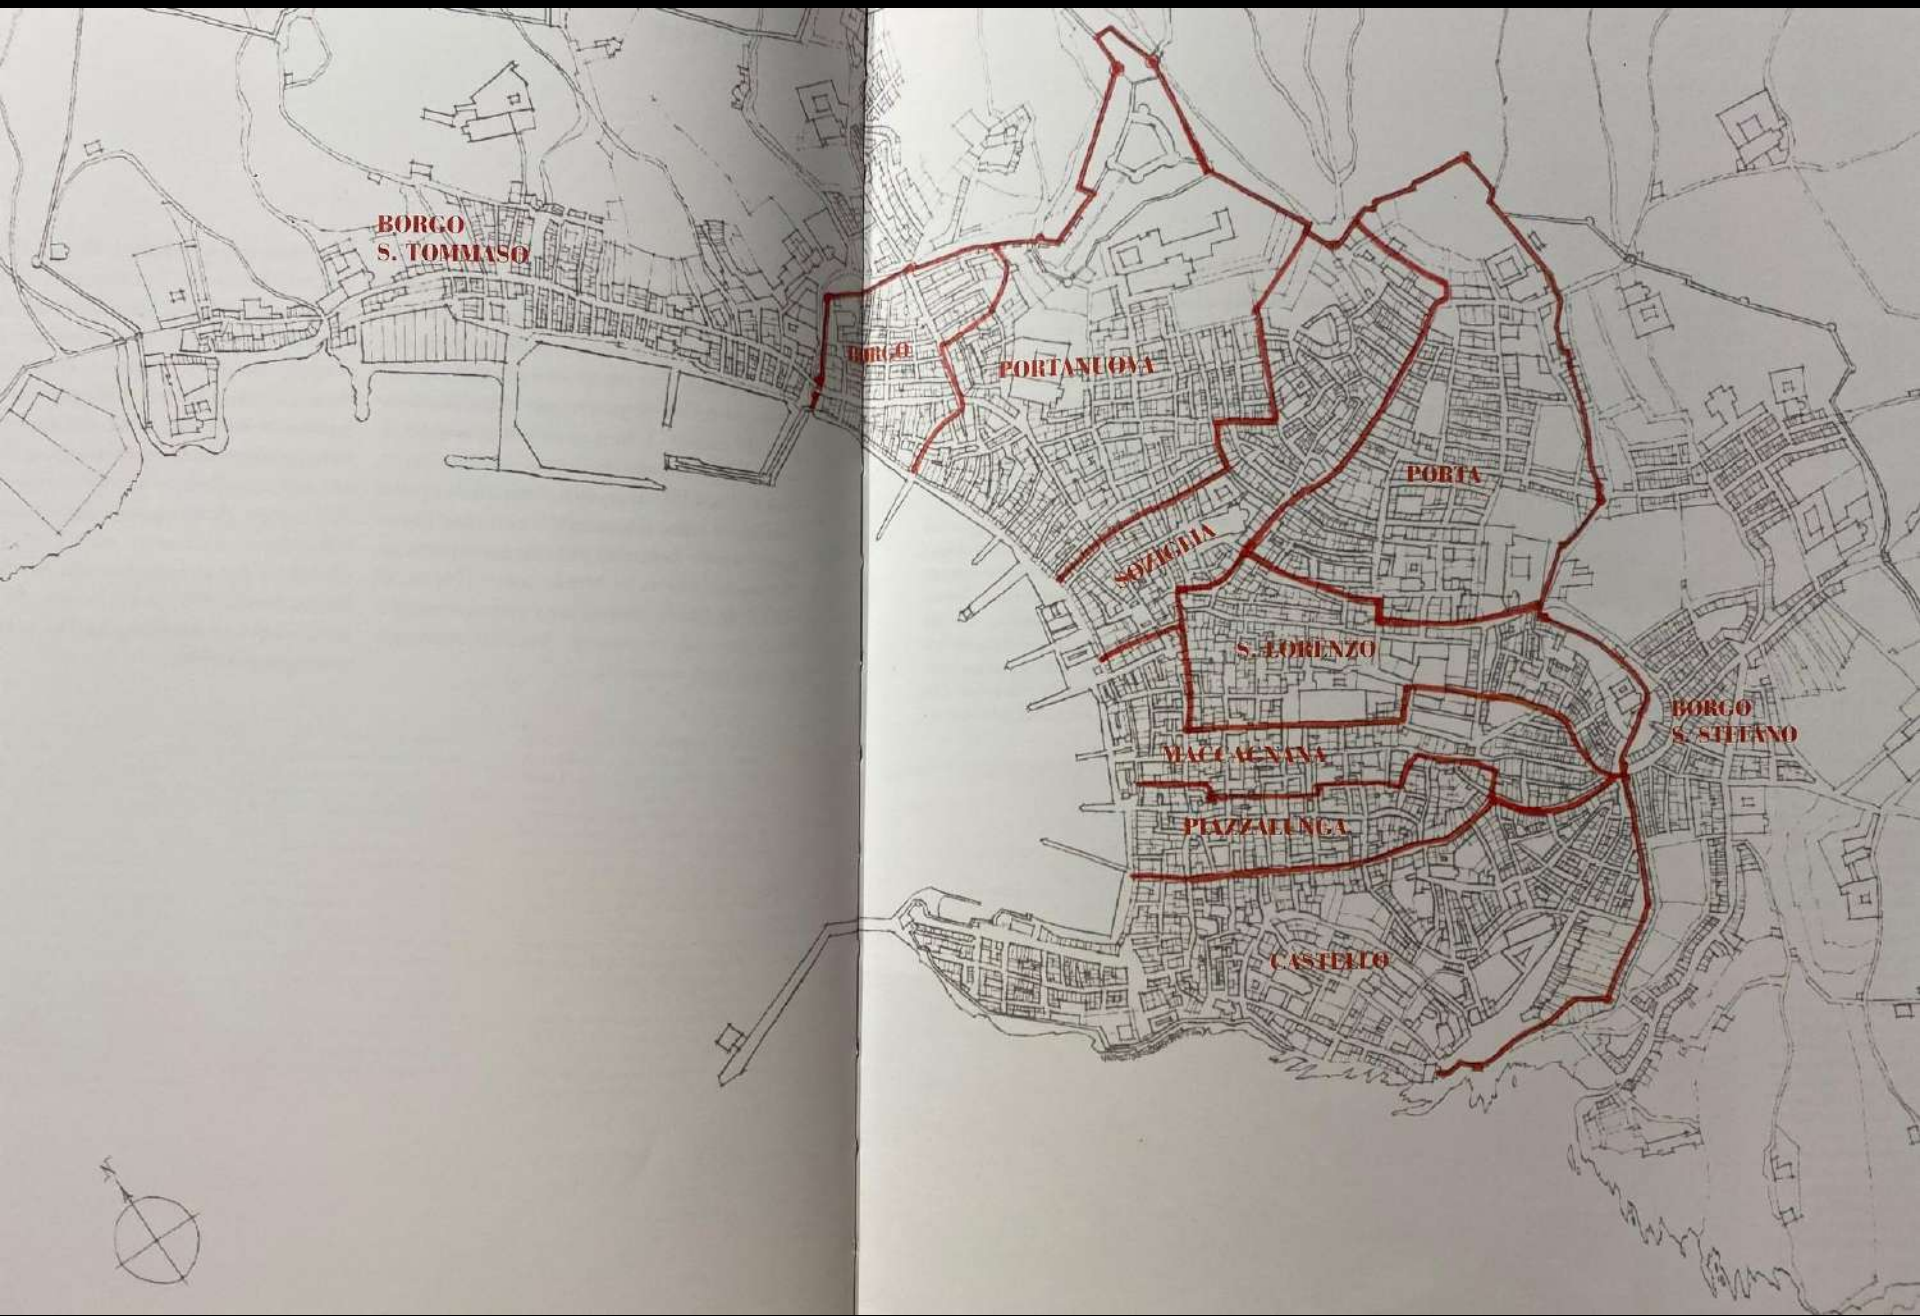 BORGO
S. TOMMASO
BORGO
PORTANUOVA
PORTA
SOZIGLIA
S. LORENZO
BORGO
S. STEFANO
MACCAGNANA
PIAZZALUNGA
CASTELLO
N